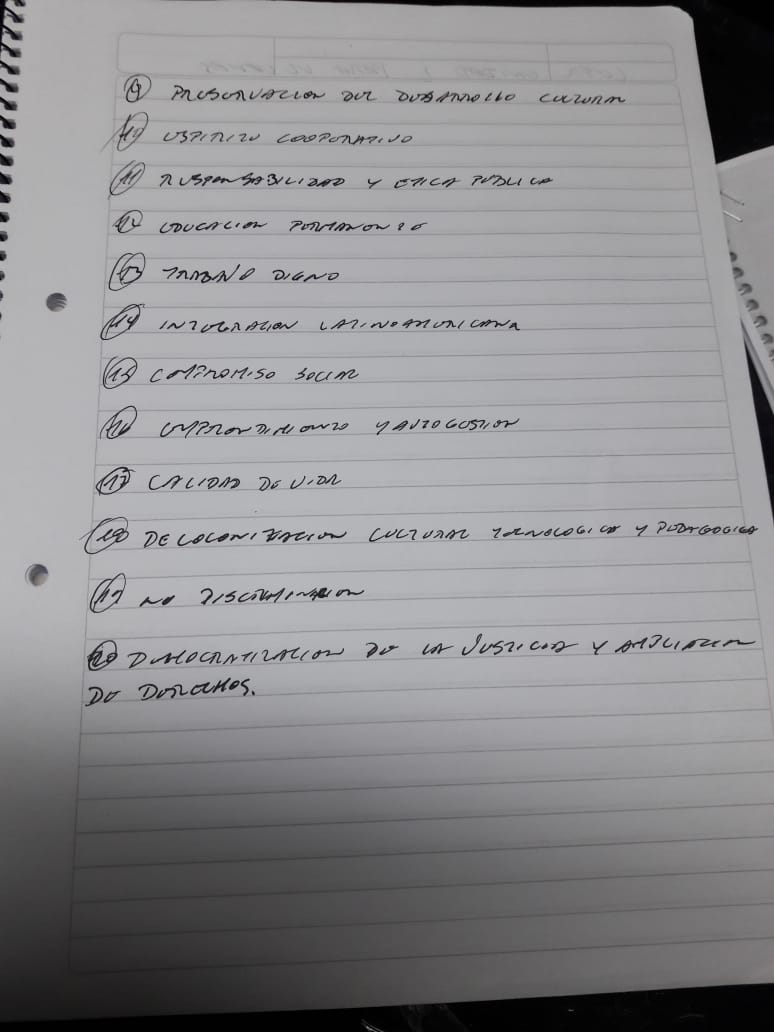 9 PRESERVACION DEL DESARROLLO CULTURAL
10 ESPIRITU COOPERATIVO
11 RESPONSABILIDAD Y ETICA PUBLICA
12 EDUCACION PERMANENTE
13 TRABAJO DIGNO
14 INTEGRACION LATINOAMERICANA
15 COMPROMISO SOCIAL
16 EMPRENDIMIENTO Y AUTOGESTION
17 CALIDAD DE VIDA
18 DECOLONIZACION CULTURAL TECNOLOGICA Y PEDAGOGICA
19 NO DISCRIMINACION
20 DEMOCRATIZACION DE LA JUSTICIA Y AMPLIACION
DE DERECHOS.